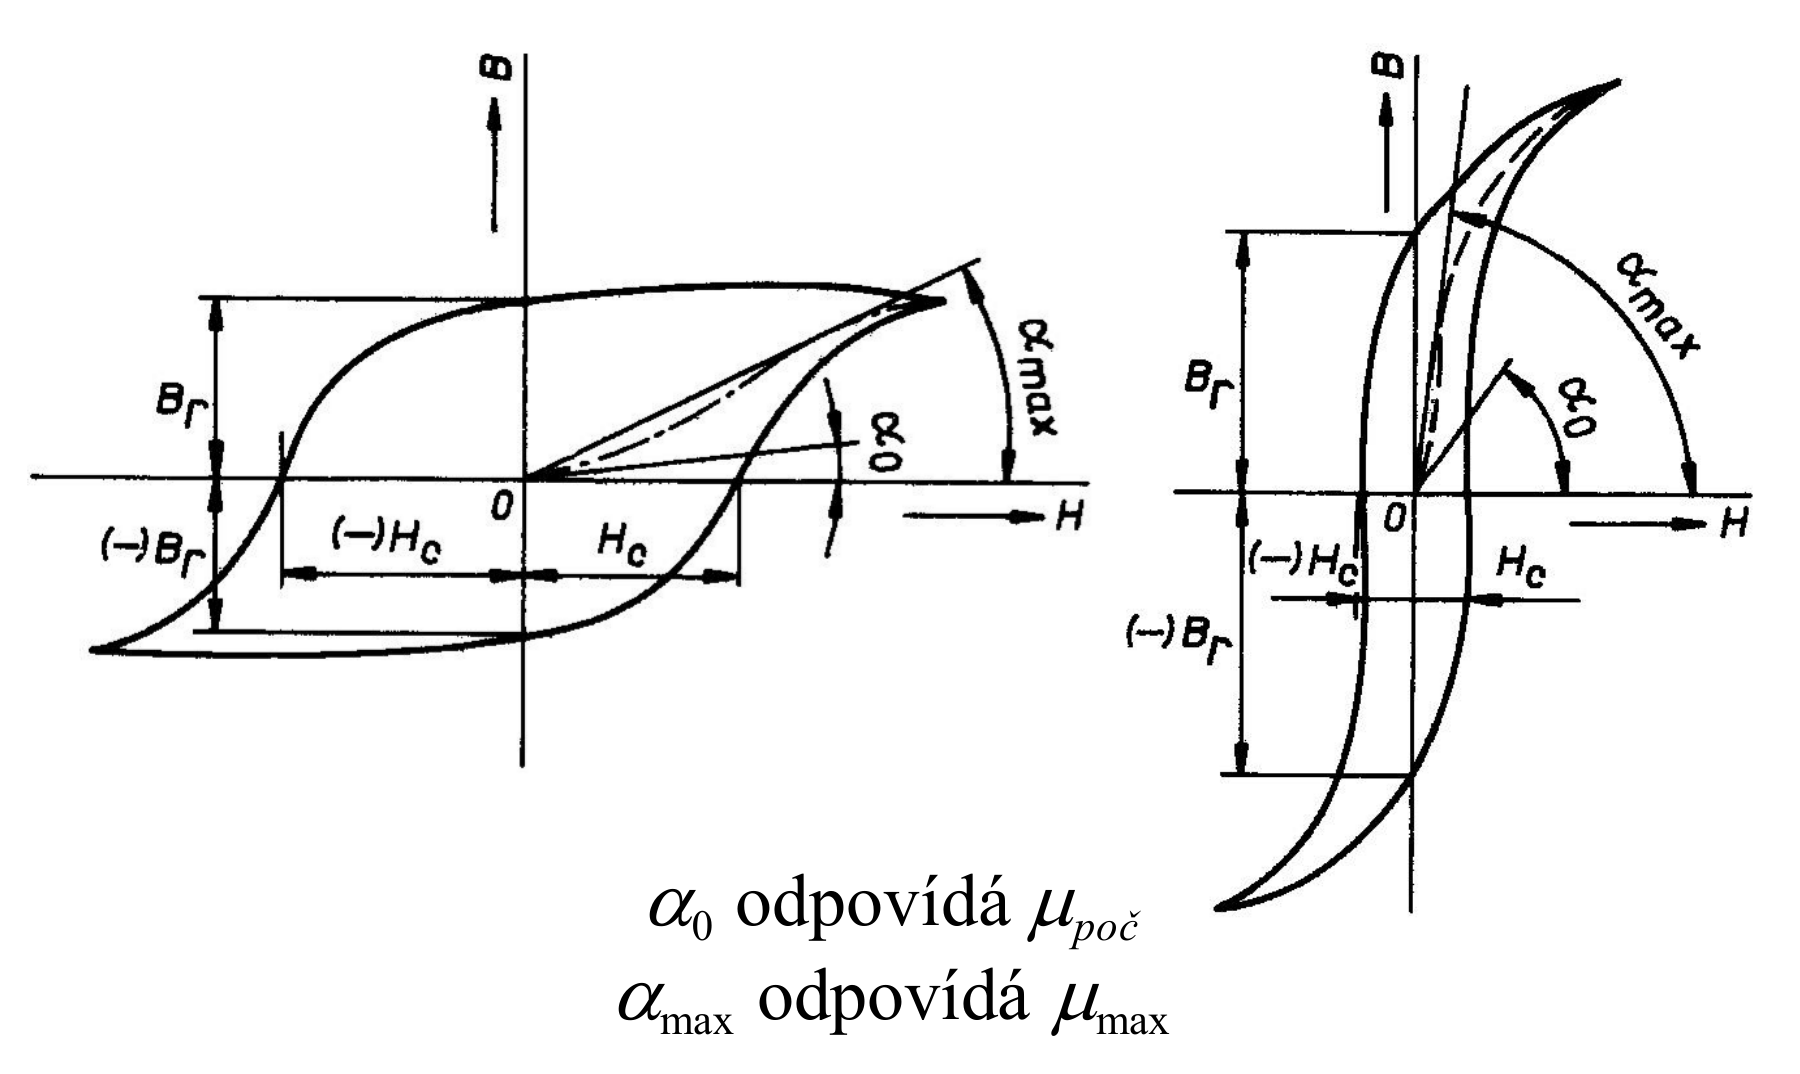 B
α max
Br
α0
0
H
(−)Br
(−)Hc
Hc
B
αmax
Br
α0
0
H
(−)Hc
Hc
(−)Br
α0 odpovídá μpoč
αmax odpovídá μmax